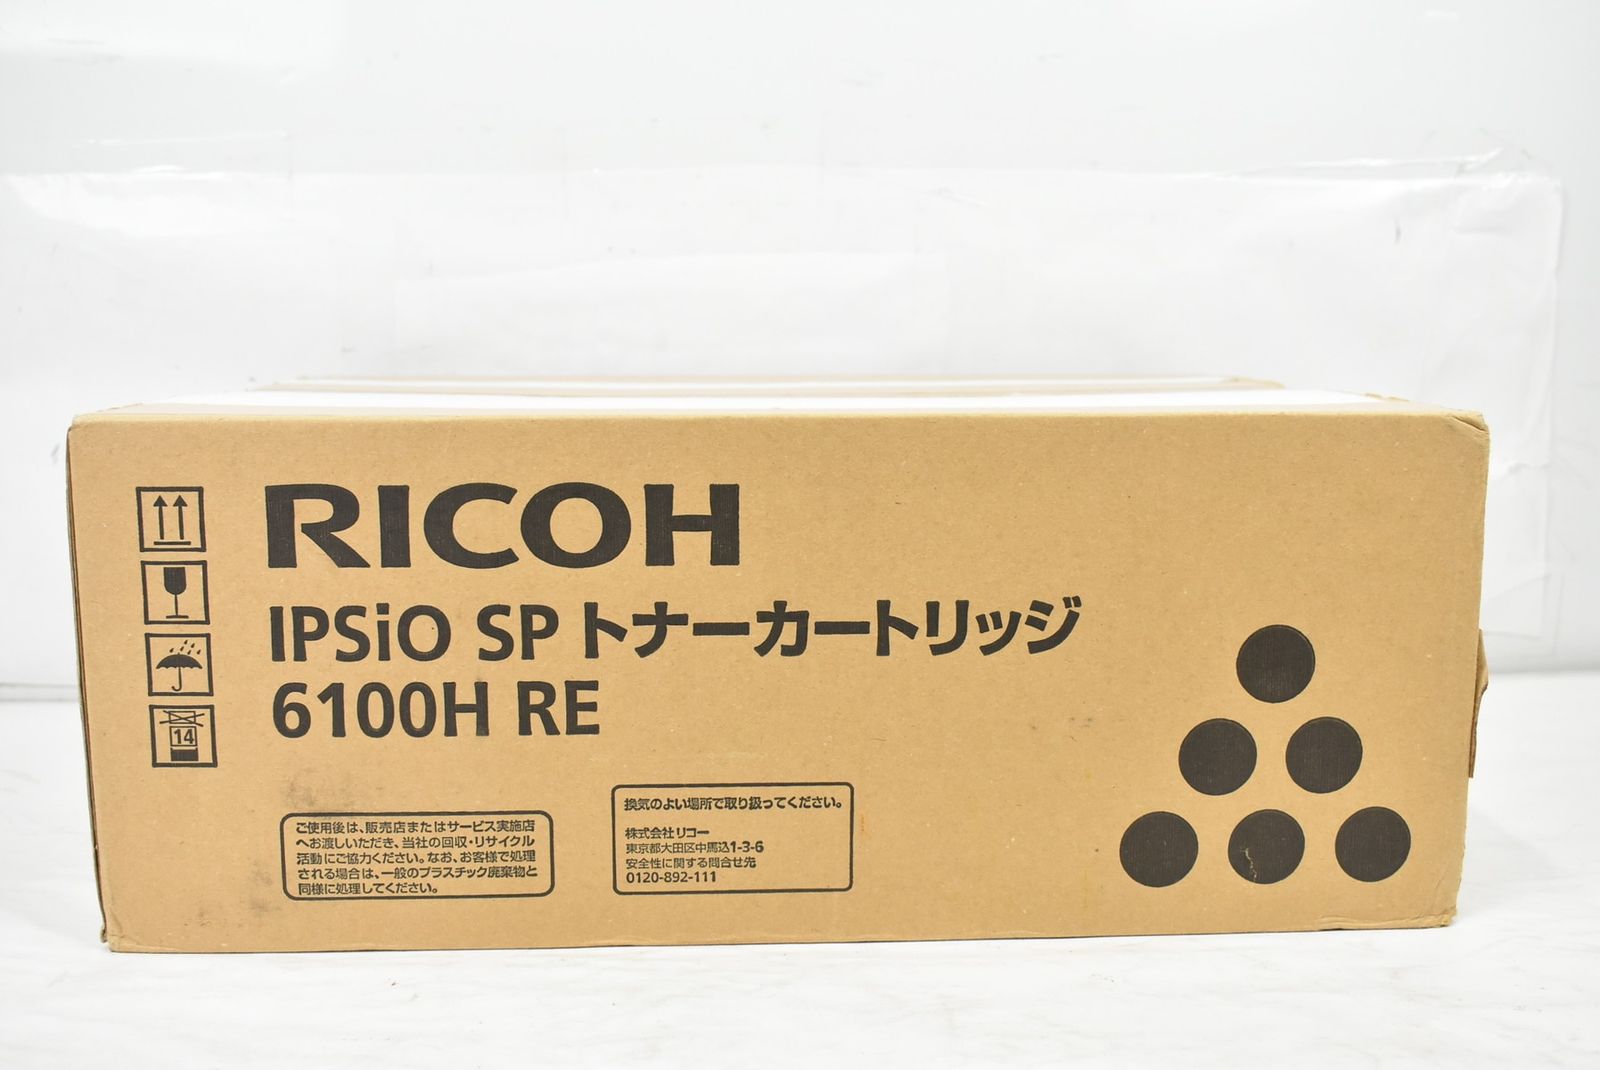 RICOH
IPSiO SP トナーカートリッジ
6100H RE
14
ご使用後は、販売店またはサービス実施店
へお渡しいただき、当社の回収・リサイクル
活動にご協力ください。なお、お客様で処理
される場合は、一般のプラスチック廃棄物と
同様に処理してください。
換気のよい場所で取り扱ってください。
株式会社リコー
東京都大田区中馬込1-3-6
安全性に関する問合せ先
0120-892-111